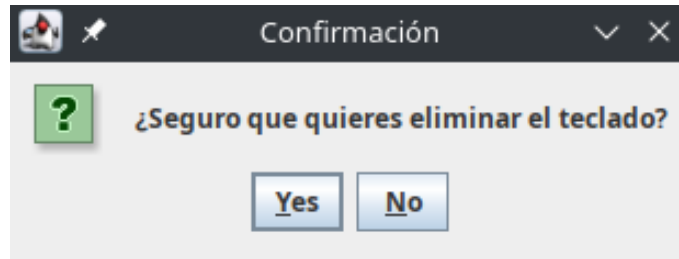 Confirmación
¿Seguro que quieres eliminar el teclado?
Yes No